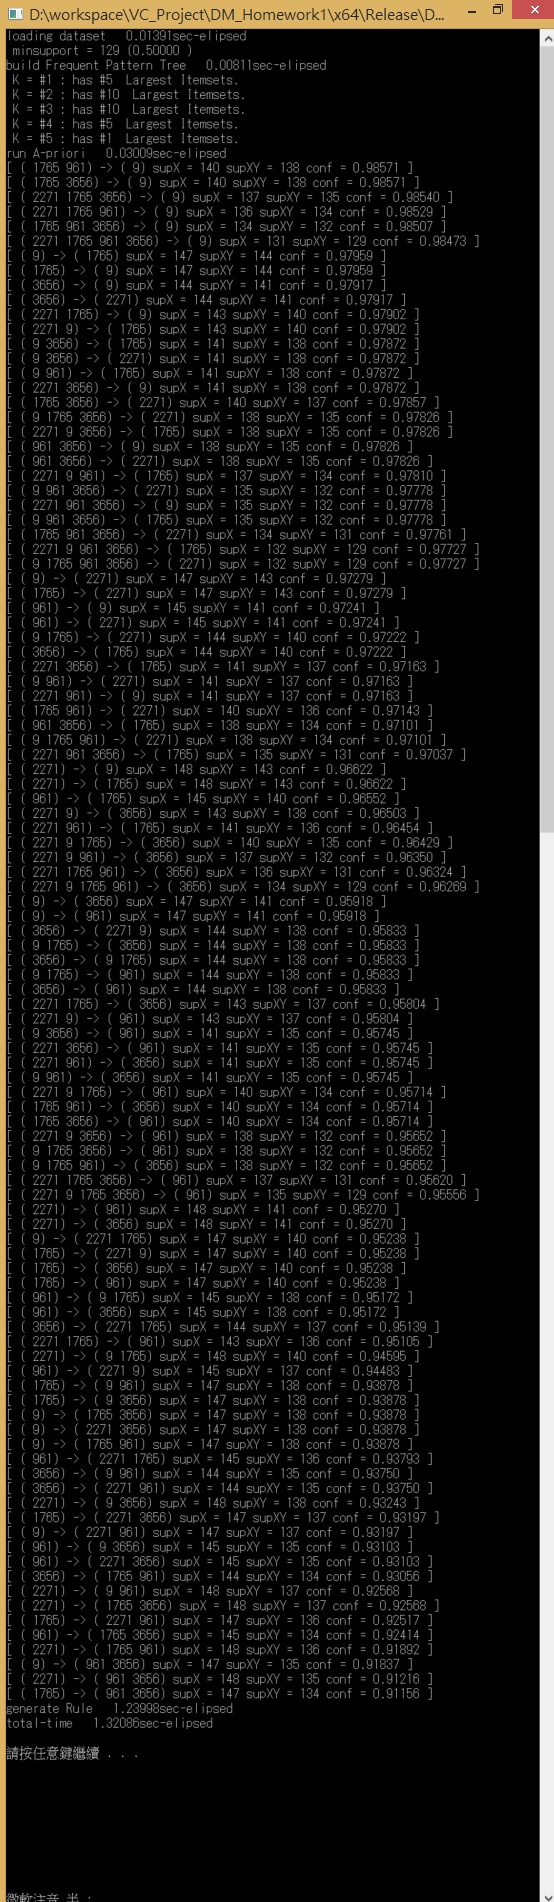 D:\workspace\VC_Project\DM_Homework1\x64\Release\D...
loading dataset   0.01391sec-elipsed
 minsupport = 129 (0.50000 )
build Frequent Pattern Tree   0.00811sec-elipsed
 K = #1 : has #5  Largest Itemsets.
 K = #2 : has #10  Largest Itemsets.
 K = #3 : has #10  Largest Itemsets.
 K = #4 : has #5  Largest Itemsets.
 K = #5 : has #1  Largest Itemsets.
run A-priori   0.03009sec-elipsed
[ ( 1765 961) -> ( 9) supX = 140 supXY = 138 conf = 0.98571 ]
[ ( 1765 3656) -> ( 9) supX = 140 supXY = 138 conf = 0.98571 ]
[ ( 2271 1765 3656) -> ( 9) supX = 137 supXY = 135 conf = 0.98540 ]
[ ( 2271 1765 961) -> ( 9) supX = 136 supXY = 134 conf = 0.98529 ]
[ ( 1765 961 3656) -> ( 9) supX = 134 supXY = 132 conf = 0.98507 ]
[ ( 2271 1765 961 3656) -> ( 9) supX = 131 supXY = 129 conf = 0.98473 ]
[ ( 9) -> ( 1765) supX = 147 supXY = 144 conf = 0.97959 ]
[ ( 1765) -> ( 9) supX = 147 supXY = 144 conf = 0.97959 ]
[ ( 3656) -> ( 9) supX = 144 supXY = 141 conf = 0.97917 ]
[ ( 3656) -> ( 2271) supX = 144 supXY = 141 conf = 0.97917 ]
[ ( 2271 1765) -> ( 9) supX = 143 supXY = 140 conf = 0.97902 ]
[ ( 2271 9) -> ( 1765) supX = 143 supXY = 140 conf = 0.97902 ]
[ ( 9 3656) -> ( 1765) supX = 141 supXY = 138 conf = 0.97872 ]
[ ( 9 3656) -> ( 2271) supX = 141 supXY = 138 conf = 0.97872 ]
[ ( 9 961) -> ( 1765) supX = 141 supXY = 138 conf = 0.97872 ]
[ ( 2271 3656) -> ( 9) supX = 141 supXY = 138 conf = 0.97872 ]
[ ( 1765 3656) -> ( 2271) supX = 140 supXY = 137 conf = 0.97857 ]
[ ( 9 1765 3656) -> ( 2271) supX = 138 supXY = 135 conf = 0.97826 ]
[ ( 2271 9 3656) -> ( 1765) supX = 138 supXY = 135 conf = 0.97826 ]
[ ( 961 3656) -> ( 9) supX = 138 supXY = 135 conf = 0.97826 ]
[ ( 961 3656) -> ( 2271) supX = 138 supXY = 135 conf = 0.97826 ]
[ ( 2271 9 961) -> ( 1765) supX = 137 supXY = 134 conf = 0.97810 ]
[ ( 9 961 3656) -> ( 2271) supX = 135 supXY = 132 conf = 0.97778 ]
[ ( 2271 961 3656) -> ( 9) supX = 135 supXY = 132 conf = 0.97778 ]
[ ( 9 961 3656) -> ( 1765) supX = 135 supXY = 132 conf = 0.97778 ]
[ ( 1765 961 3656) -> ( 2271) supX = 134 supXY = 131 conf = 0.97761 ]
[ ( 2271 9 961 3656) -> ( 1765) supX = 132 supXY = 129 conf = 0.97727 ]
[ ( 9 1765 961 3656) -> ( 2271) supX = 132 supXY = 129 conf = 0.97727 ]
[ ( 9) -> ( 2271) supX = 147 supXY = 143 conf = 0.97279 ]
[ ( 1765) -> ( 2271) supX = 147 supXY = 143 conf = 0.97279 ]
[ ( 961) -> ( 9) supX = 145 supXY = 141 conf = 0.97241 ]
[ ( 961) -> ( 2271) supX = 145 supXY = 141 conf = 0.97241 ]
[ ( 9 1765) -> ( 2271) supX = 144 supXY = 140 conf = 0.97222 ]
[ ( 3656) -> ( 1765) supX = 144 supXY = 140 conf = 0.97222 ]
[ ( 2271 3656) -> ( 1765) supX = 141 supXY = 137 conf = 0.97163 ]
[ ( 9 961) -> ( 2271) supX = 141 supXY = 137 conf = 0.97163 ]
[ ( 2271 961) -> ( 9) supX = 141 supXY = 137 conf = 0.97163 ]
[ ( 1765 961) -> ( 2271) supX = 140 supXY = 136 conf = 0.97143 ]
[ ( 961 3656) -> ( 1765) supX = 138 supXY = 134 conf = 0.97101 ]
[ ( 9 1765 961) -> ( 2271) supX = 138 supXY = 134 conf = 0.97101 ]
[ ( 2271 961 3656) -> ( 1765) supX = 135 supXY = 131 conf = 0.97037 ]
[ ( 2271) -> ( 9) supX = 148 supXY = 143 conf = 0.96622 ]
[ ( 2271) -> ( 1765) supX = 148 supXY = 143 conf = 0.96622 ]
[ ( 961) -> ( 1765) supX = 145 supXY = 140 conf = 0.96552 ]
[ ( 2271 9) -> ( 3656) supX = 143 supXY = 138 conf = 0.96503 ]
[ ( 2271 961) -> ( 1765) supX = 141 supXY = 136 conf = 0.96454 ]
[ ( 2271 9 1765) -> ( 3656) supX = 140 supXY = 135 conf = 0.96429 ]
[ ( 2271 9 961) -> ( 3656) supX = 137 supXY = 132 conf = 0.96350 ]
[ ( 2271 1765 961) -> ( 3656) supX = 136 supXY = 131 conf = 0.96324 ]
[ ( 2271 9 1765 961) -> ( 3656) supX = 134 supXY = 129 conf = 0.96269 ]
[ ( 9) -> ( 3656) supX = 147 supXY = 141 conf = 0.95918 ]
[ ( 9) -> ( 961) supX = 147 supXY = 141 conf = 0.95918 ]
[ ( 3656) -> ( 2271 9) supX = 144 supXY = 138 conf = 0.95833 ]
[ ( 9 1765) -> ( 3656) supX = 144 supXY = 138 conf = 0.95833 ]
[ ( 3656) -> ( 9 1765) supX = 144 supXY = 138 conf = 0.95833 ]
[ ( 9 1765) -> ( 961) supX = 144 supXY = 138 conf = 0.95833 ]
[ ( 3656) -> ( 961) supX = 144 supXY = 138 conf = 0.95833 ]
[ ( 2271 1765) -> ( 3656) supX = 143 supXY = 137 conf = 0.95804 ]
[ ( 2271 9) -> ( 961) supX = 143 supXY = 137 conf = 0.95804 ]
[ ( 9 3656) -> ( 961) supX = 141 supXY = 135 conf = 0.95745 ]
[ ( 2271 3656) -> ( 961) supX = 141 supXY = 135 conf = 0.95745 ]
[ ( 2271 961) -> ( 3656) supX = 141 supXY = 135 conf = 0.95745 ]
[ ( 9 961) -> ( 3656) supX = 141 supXY = 135 conf = 0.95745 ]
[ ( 2271 9 1765) -> ( 961) supX = 140 supXY = 134 conf = 0.95714 ]
[ ( 1765 961) -> ( 3656) supX = 140 supXY = 134 conf = 0.95714 ]
[ ( 1765 3656) -> ( 961) supX = 140 supXY = 134 conf = 0.95714 ]
[ ( 2271 9 3656) -> ( 961) supX = 138 supXY = 132 conf = 0.95652 ]
[ ( 9 1765 3656) -> ( 961) supX = 138 supXY = 132 conf = 0.95652 ]
[ ( 9 1765 961) -> ( 3656) supX = 138 supXY = 132 conf = 0.95652 ]
[ ( 2271 1765 3656) -> ( 961) supX = 137 supXY = 131 conf = 0.95620 ]
[ ( 2271 9 1765 3656) -> ( 961) supX = 135 supXY = 129 conf = 0.95556 ]
[ ( 2271) -> ( 961) supX = 148 supXY = 141 conf = 0.95270 ]
[ ( 2271) -> ( 3656) supX = 148 supXY = 141 conf = 0.95270 ]
[ ( 9) -> ( 2271 1765) supX = 147 supXY = 140 conf = 0.95238 ]
[ ( 1765) -> ( 2271 9) supX = 147 supXY = 140 conf = 0.95238 ]
[ ( 1765) -> ( 3656) supX = 147 supXY = 140 conf = 0.95238 ]
[ ( 1765) -> ( 961) supX = 147 supXY = 140 conf = 0.95238 ]
[ ( 961) -> ( 9 1765) supX = 145 supXY = 138 conf = 0.95172 ]
[ ( 961) -> ( 3656) supX = 145 supXY = 138 conf = 0.95172 ]
[ ( 3656) -> ( 2271 1765) supX = 144 supXY = 137 conf = 0.95139 ]
[ ( 2271 1765) -> ( 961) supX = 143 supXY = 136 conf = 0.95105 ]
[ ( 2271) -> ( 9 1765) supX = 148 supXY = 140 conf = 0.94595 ]
[ ( 961) -> ( 2271 9) supX = 145 supXY = 137 conf = 0.94483 ]
[ ( 1765) -> ( 9 961) supX = 147 supXY = 138 conf = 0.93878 ]
[ ( 1765) -> ( 9 3656) supX = 147 supXY = 138 conf = 0.93878 ]
[ ( 9) -> ( 1765 3656) supX = 147 supXY = 138 conf = 0.93878 ]
[ ( 9) -> ( 2271 3656) supX = 147 supXY = 138 conf = 0.93878 ]
[ ( 9) -> ( 1765 961) supX = 147 supXY = 138 conf = 0.93878 ]
[ ( 961) -> ( 2271 1765) supX = 145 supXY = 136 conf = 0.93793 ]
[ ( 3656) -> ( 9 961) supX = 144 supXY = 135 conf = 0.93750 ]
[ ( 3656) -> ( 2271 961) supX = 144 supXY = 135 conf = 0.93750 ]
[ ( 2271) -> ( 9 3656) supX = 148 supXY = 138 conf = 0.93243 ]
[ ( 1765) -> ( 2271 3656) supX = 147 supXY = 137 conf = 0.93197 ]
[ ( 9) -> ( 2271 961) supX = 147 supXY = 137 conf = 0.93197 ]
[ ( 961) -> ( 9 3656) supX = 145 supXY = 135 conf = 0.93103 ]
[ ( 961) -> ( 2271 3656) supX = 145 supXY = 135 conf = 0.93103 ]
[ ( 3656) -> ( 1765 961) supX = 144 supXY = 134 conf = 0.93056 ]
[ ( 2271) -> ( 9 961) supX = 148 supXY = 137 conf = 0.92568 ]
[ ( 2271) -> ( 1765 3656) supX = 148 supXY = 137 conf = 0.92568 ]
[ ( 1765) -> ( 2271 961) supX = 147 supXY = 136 conf = 0.92517 ]
[ ( 961) -> ( 1765 3656) supX = 145 supXY = 134 conf = 0.92414 ]
[ ( 2271) -> ( 1765 961) supX = 148 supXY = 136 conf = 0.91892 ]
[ ( 9) -> ( 961 3656) supX = 147 supXY = 135 conf = 0.91837 ]
[ ( 2271) -> ( 961 3656) supX = 148 supXY = 135 conf = 0.91216 ]
[ ( 1765) -> ( 961 3656) supX = 147 supXY = 134 conf = 0.91156 ]
generate Rule   1.23998sec-elipsed
total-time   1.32086sec-elipsed
請按任意鍵繼續 . . .
微軟注音 半 :